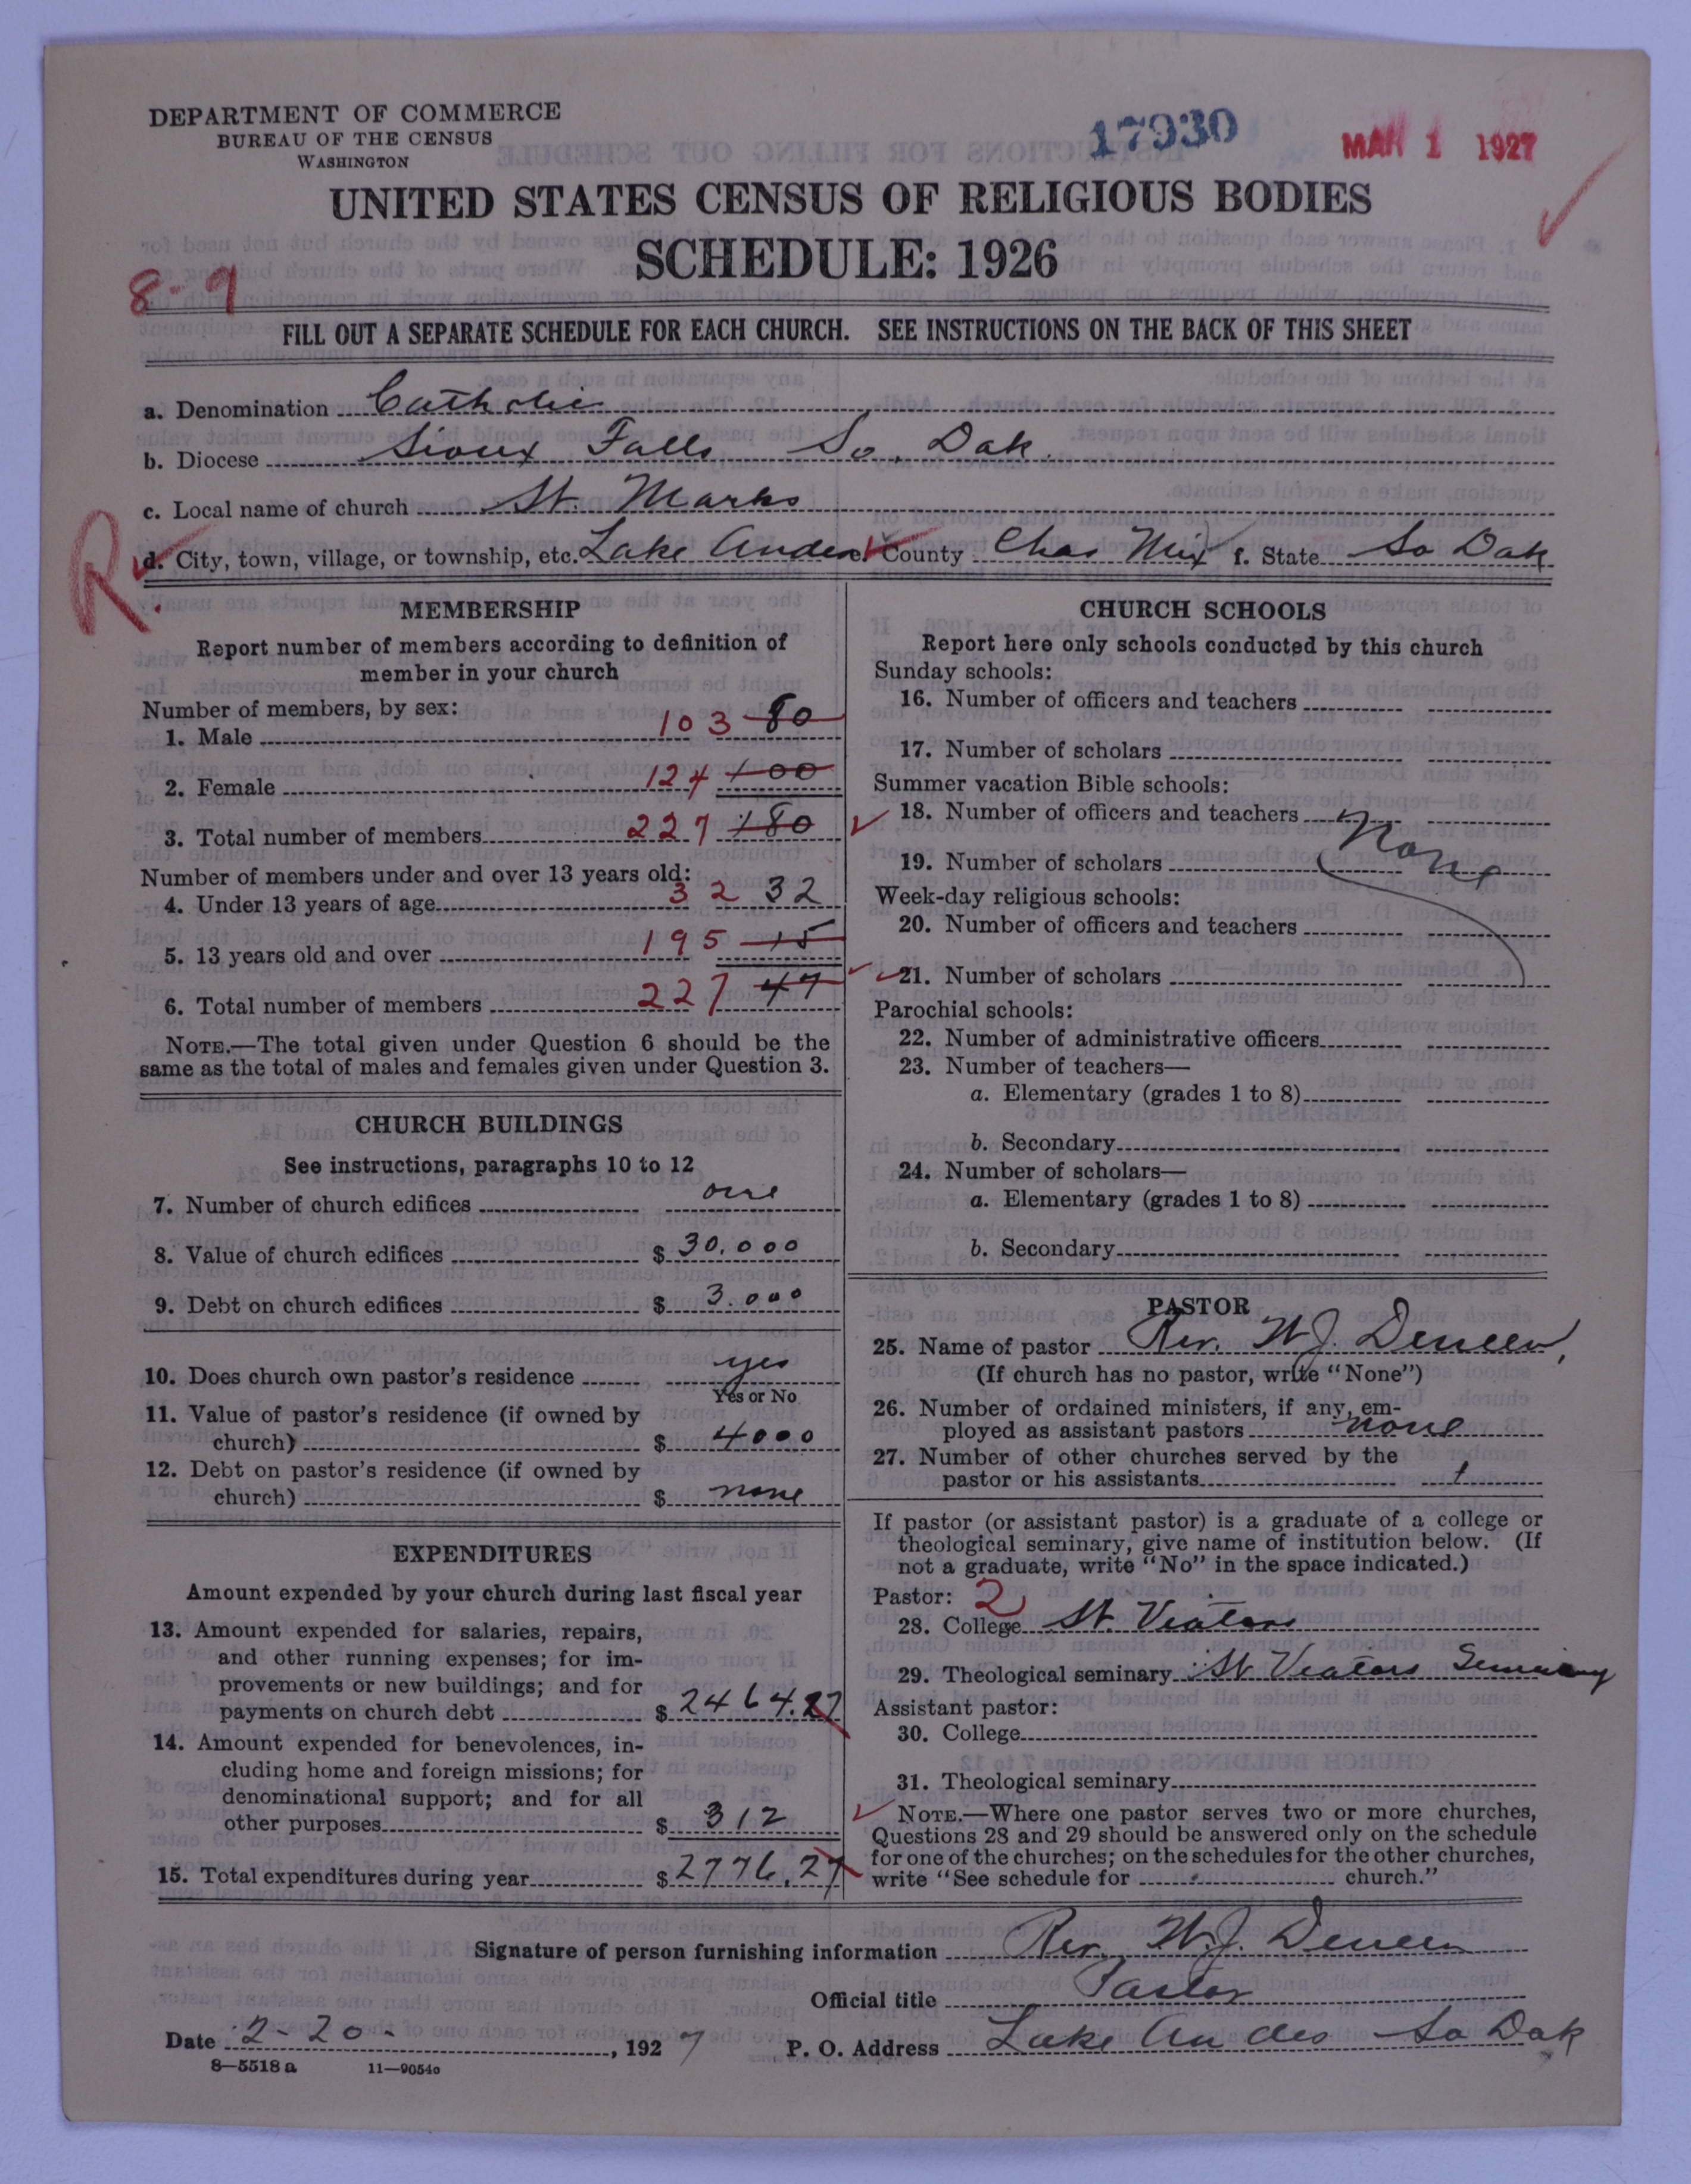 DEPARTMENT OF COMMERCE
BUREAU OF THE CENSUS
WASHINGTON
17930
MAR 1 1927
UNITED STATES CENSUS OF RELIGIOUS BODIES
SCHEDULE: 1926
8-9
FILL OUT A SEPARATE SCHEDULE FOR EACH CHURCH. SEE INSTRUCTIONS ON THE BACK OF THIS SHEET
a. Denomination Catholic
b. Diocese Sioux Falls So. Dak.
c. Local name of church St. Marks
R.
d. City, town, village, or township, etc. Lake Andes e. County Chas Mix f. State So Dak
MEMBERSHIP
Report number of members according to definition of
member in your church
Number of members, by sex:
1. Male 103 80
2. Female 124 100
3. Total number of members 227 180
Number of members under and over 13 years old:
4. Under 13 years of age 32 32
5. 13 years old and over 195 15
6. Total number of members 227 47
NOTE.—The total given under Question 6 should be the
same as the total of males and females given under Question 3.
CHURCH BUILDINGS
See instructions, paragraphs 10 to 12
7. Number of church edifices one
8. Value of church edifices $ 30.000
9. Debt on church edifices $ 3.000
10. Does church own pastor's residence yes
Yes or No
11. Value of pastor's residence (if owned by
church) $ 4000
12. Debt on pastor's residence (if owned by
church) $ none
EXPENDITURES
Amount expended by your church during last fiscal year
13. Amount expended for salaries, repairs,
and other running expenses; for im-
provements or new buildings; and for
payments on church debt $ 2464.27
14. Amount expended for benevolences, in-
cluding home and foreign missions; for
denominational support; and for all
other purposes $ 312
15. Total expenditures during year $ 2776.27
CHURCH SCHOOLS
Report here only schools conducted by this church
Sunday schools:
16. Number of officers and teachers
17. Number of scholars
Summer vacation Bible schools:
18. Number of officers and teachers
None
19. Number of scholars
Week-day religious schools:
20. Number of officers and teachers
21. Number of scholars
Parochial schools:
22. Number of administrative officers
23. Number of teachers—
a. Elementary (grades 1 to 8)
b. Secondary
24. Number of scholars—
a. Elementary (grades 1 to 8)
b. Secondary
PASTOR
25. Name of pastor Rev. W.J. Deneen,
(If church has no pastor, write "None")
26. Number of ordained ministers, if any, em-
ployed as assistant pastors none
27. Number of other churches served by the
pastor or his assistants 1
If pastor (or assistant pastor) is a graduate of a college or
theological seminary, give name of institution below. (If
not a graduate, write "No" in the space indicated.)
Pastor: 2
28. College St. Viators
29. Theological seminary St Viators Seminary
Assistant pastor:
30. College
31. Theological seminary
NOTE.—Where one pastor serves two or more churches,
Questions 28 and 29 should be answered only on the schedule
for one of the churches; on the schedules for the other churches,
write "See schedule for church."
Signature of person furnishing information Rev. W.J. Deneen
Official title Pastor
Date 2-20-, 1927 P. O. Address Lake Andes So Dak
8-5518 a 11-9054o